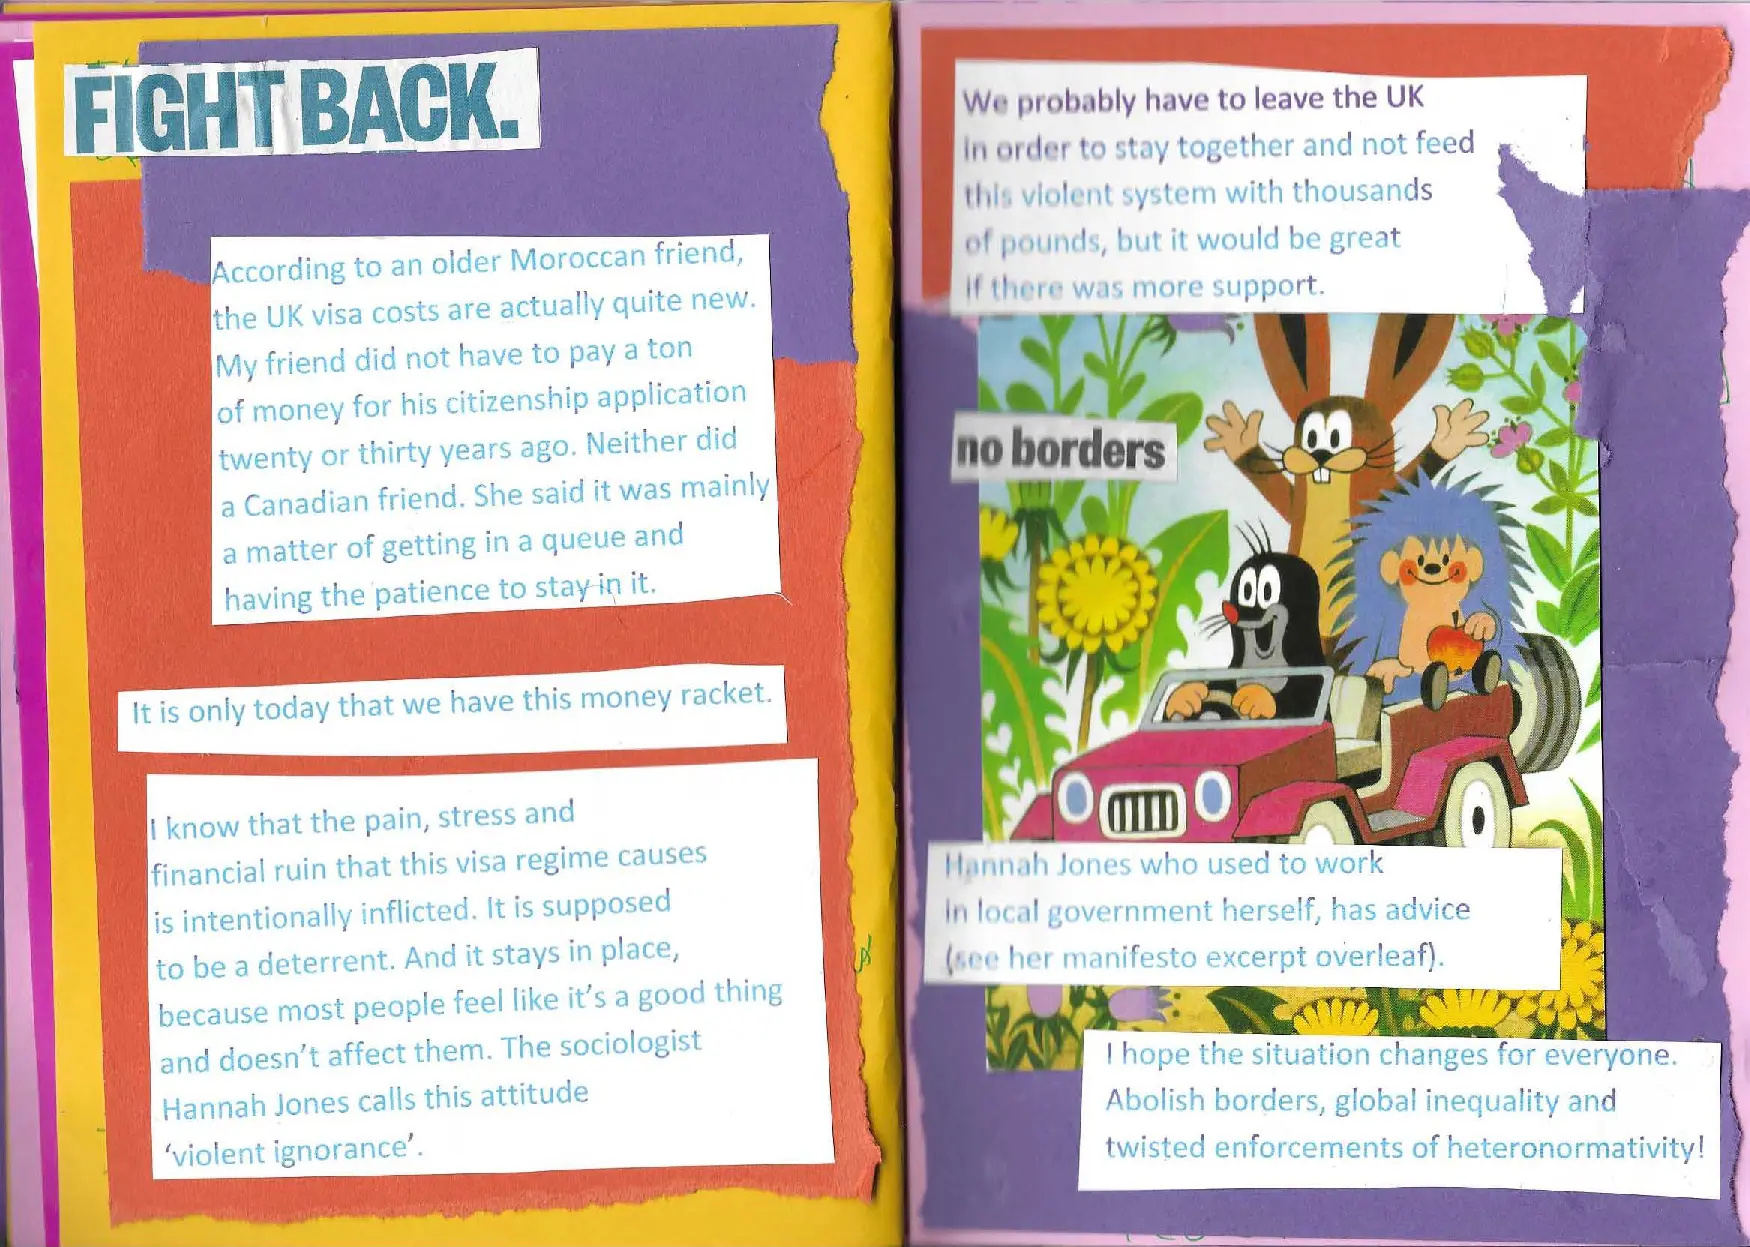 FIGHT BACK.
According to an older Moroccan friend,
the UK visa costs are actually quite new.
My friend did not have to pay a ton
of money for his citizenship application
twenty or thirty years ago. Neither did
a Canadian friend. She said it was mainly
a matter of getting in a queue and
having the patience to stay in it.
It is only today that we have this money racket.
I know that the pain, stress and
financial ruin that this visa regime causes
is intentionally inflicted. It is supposed
to be a deterrent. And it stays in place,
because most people feel like it's a good thing
and doesn't affect them. The sociologist
Hannah Jones calls this attitude
‘violent ignorance’.
We probably have to leave the UK
in order to stay together and not feed
this violent system with thousands
of pounds, but it would be great
if there was more support.
no borders
Hannah Jones who used to work
in local government herself, has advice
(see her manifesto excerpt overleaf).
I hope the situation changes for everyone.
Abolish borders, global inequality and
twisted enforcements of heteronormativity!